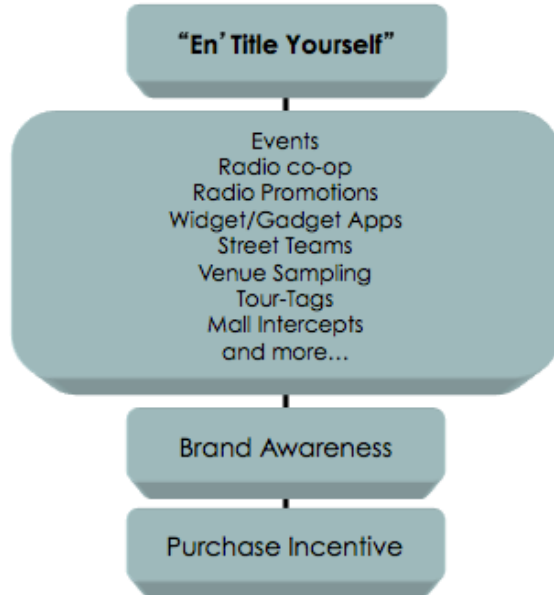 “En’ Title Yourself”
Events
Radio co-op
Radio Promotions
Widget/Gadget Apps
Street Teams
Venue Sampling
Tour-Tags
Mall Intercepts
and more…
Brand Awareness
Purchase Incentive